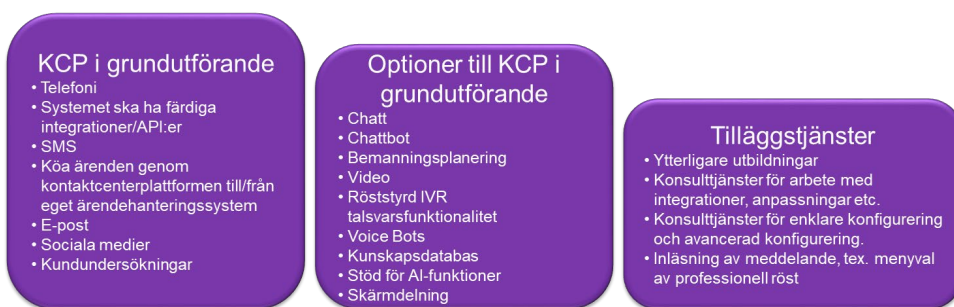 KCP i grundutförande
• Telefoni
• Systemet ska ha färdiga
integrationer/API:er
• SMS
• Köa ärenden genom
kontaktcenterplattformen till/från
eget ärendehanteringssystem
• E-post
• Sociala medier
• Kundundersökningar
Optioner till KCP i
grundutförande
• Chatt
• Chattbot
• Bemanningsplanering
• Video
• Röststyrd IVR
talsvarsfunktionalitet
• Voice Bots
• Kunskapsdatabas
• Stöd för AI-funktioner
• Skärmdelning
Tilläggstjänster
• Ytterligare utbildningar
• Konsulttjänster för arbete med
integrationer, anpassningar etc.
• Konsulttjänster för enklare konfigurering
och avancerad konfigurering.
• Inläsning av meddelande, tex. menyval
av professionell röst